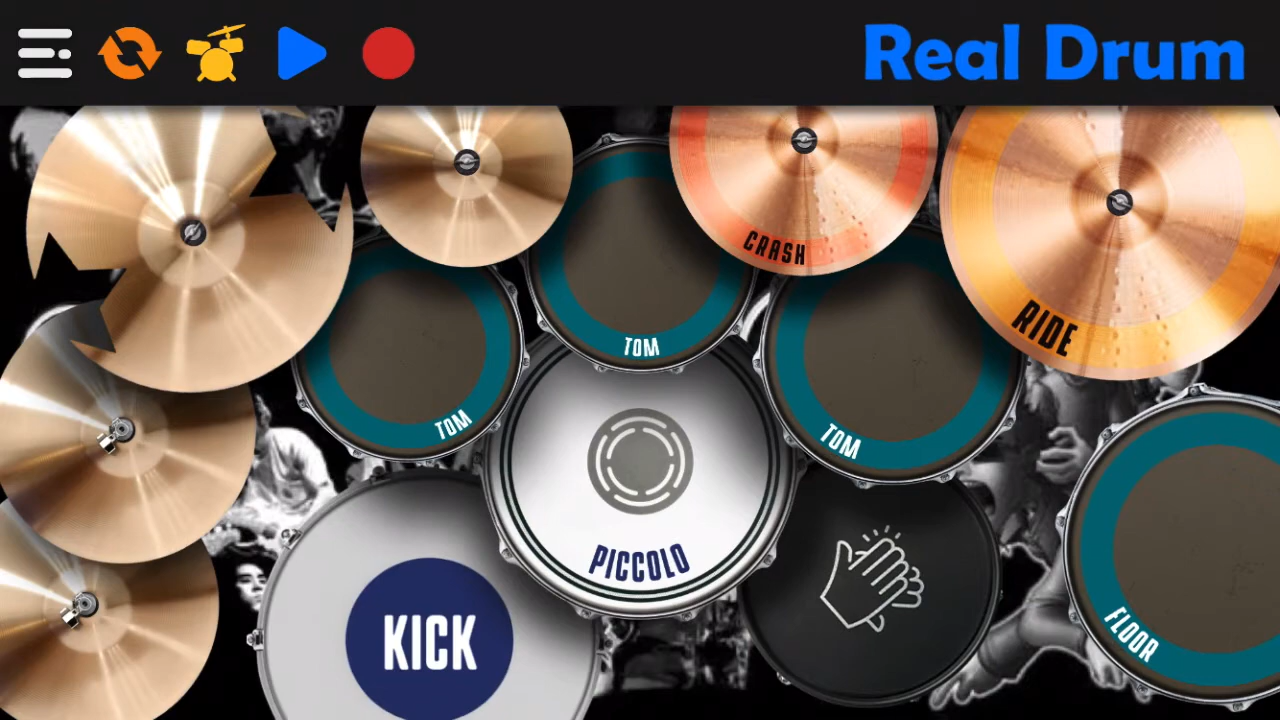 Real Drum
CRASH
RIDE
TOM
TOM
TOM
PICCOLO
KICK
FLOOR